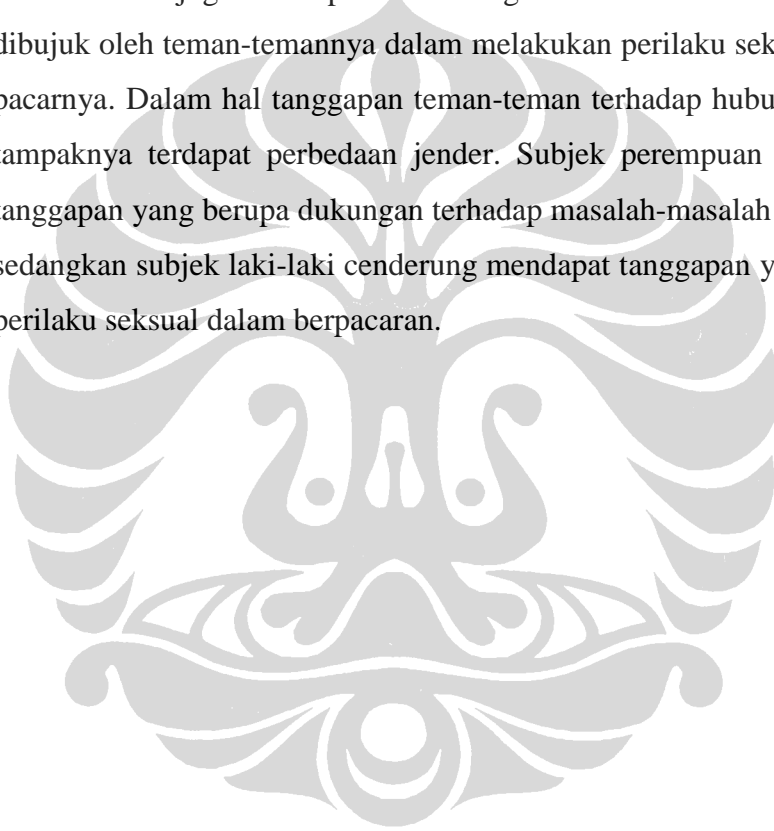 dibujuk oleh teman-temannya dalam melakukan perilaku sek
pacarnya. Dalam hal tanggapan teman-teman terhadap hubu
tampaknya terdapat perbedaan jender. Subjek perempuan
tanggapan yang berupa dukungan terhadap masalah-masalah
sedangkan subjek laki-laki cenderung mendapat tanggapan y
perilaku seksual dalam berpacaran.